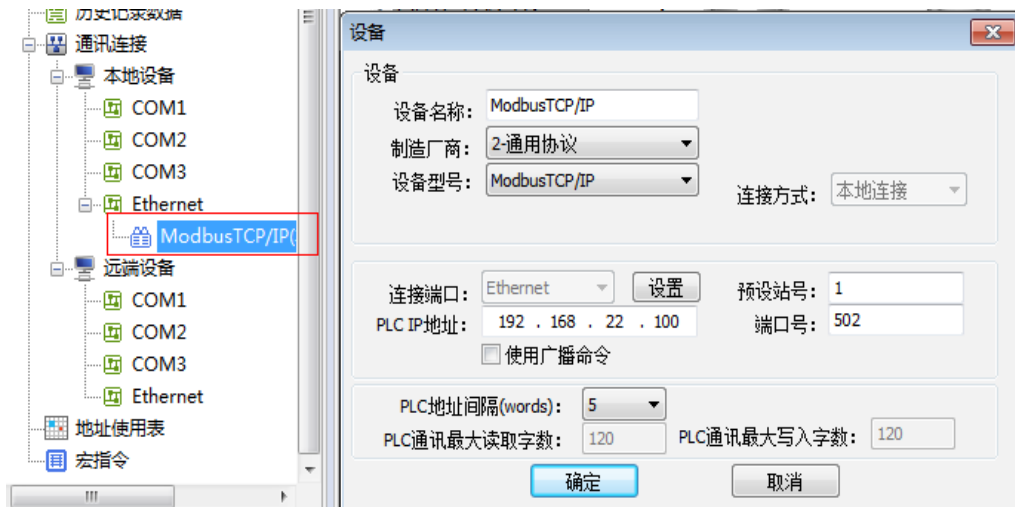 历史记录数据
通讯连接
本地设备
COM1
COM2
COM3
Ethernet
ModbusTCP/IP(
远端设备
COM1
COM2
COM3
Ethernet
地址使用表
宏指令
设备
设备
设备名称: ModbusTCP/IP
制造厂商: 2-通用协议
设备型号: ModbusTCP/IP
连接方式: 本地连接
连接端口: Ethernet 设置 预设站号: 1
PLC IP地址: 192 . 168 . 22 . 100 端口号: 502
使用广播命令
PLC地址间隔(words): 5
PLC通讯最大读取字数: 120 PLC通讯最大写入字数: 120
确定 取消